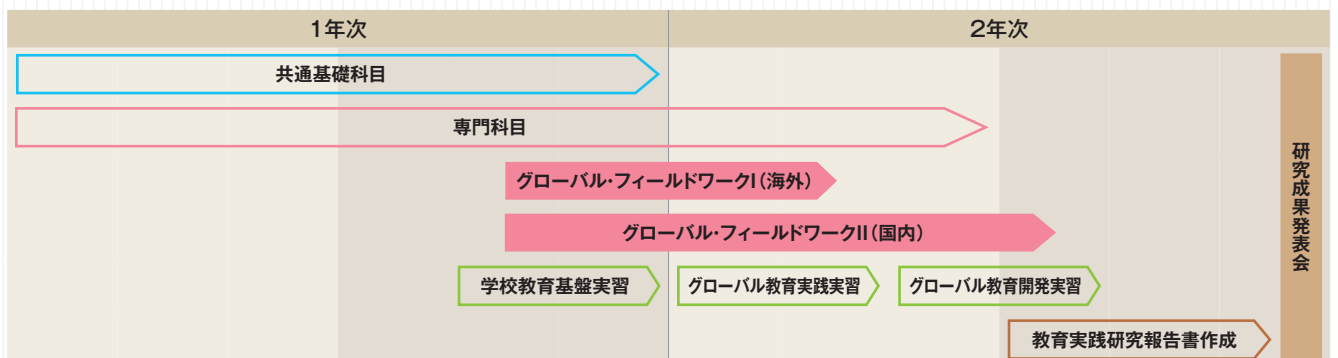 1年次
2年次
共通基礎科目
専門科目
グローバル・フィールドワークI（海外）
グローバル・フィールドワークII（国内）
学校教育基盤実習
グローバル教育実践実習
グローバル教育開発実習
教育実践研究報告書作成
研究成果発表会